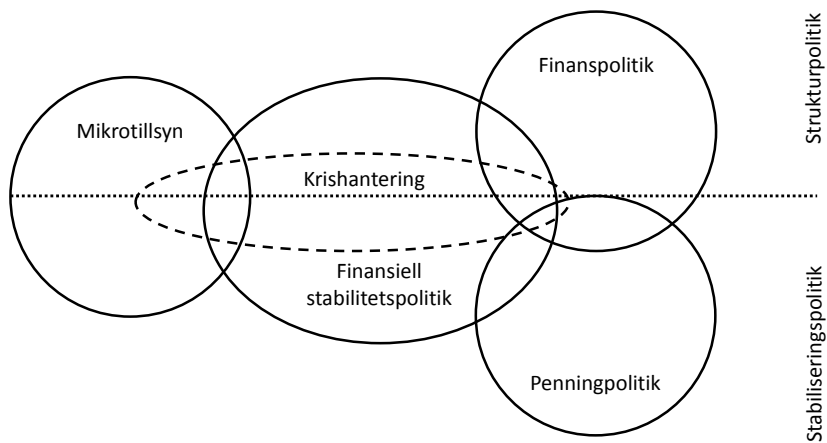 Finanspolitik
Strukturpolitik
Mikrotillsyn
Krishantering
Finansiell
stabilitetspolitik
Penningpolitik
Stabiliseringspolitik